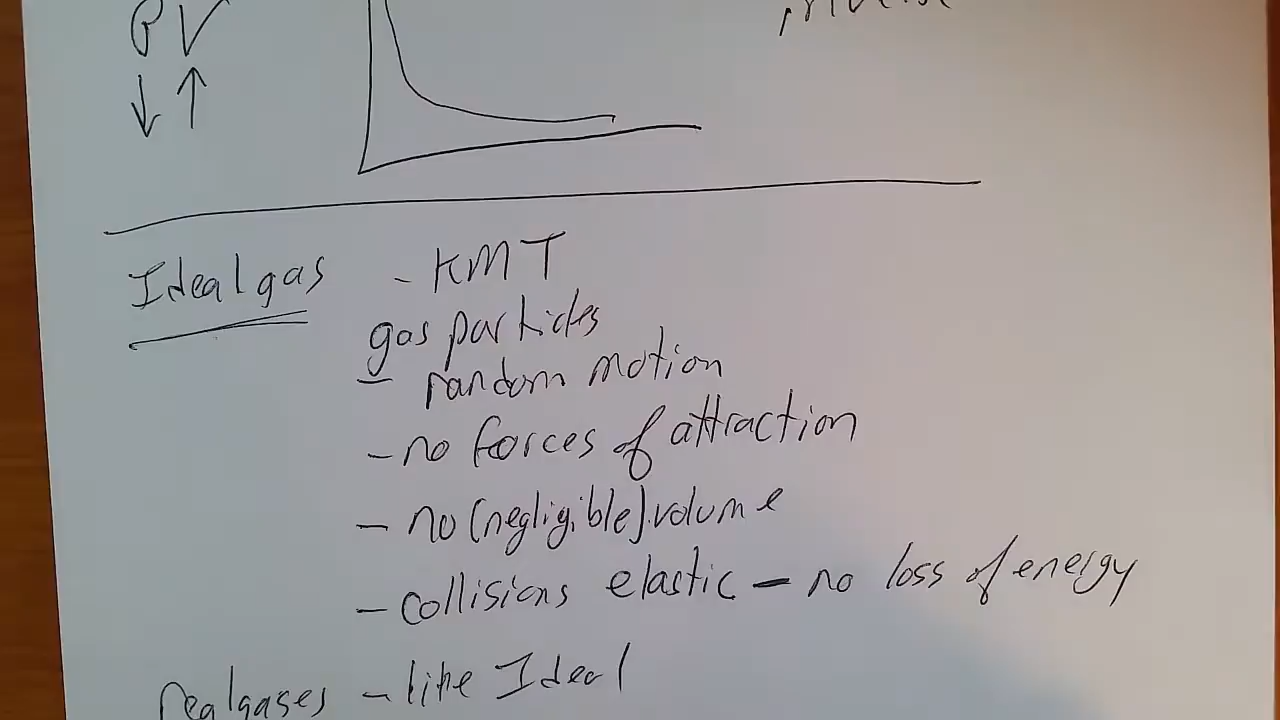 PV
↓ ↑
Ideal gas - KMT
gas particles
- random motion
- no forces of attraction
- no (negligible) volume
- collisions elastic - no loss of energy
Real gases - like Ideal